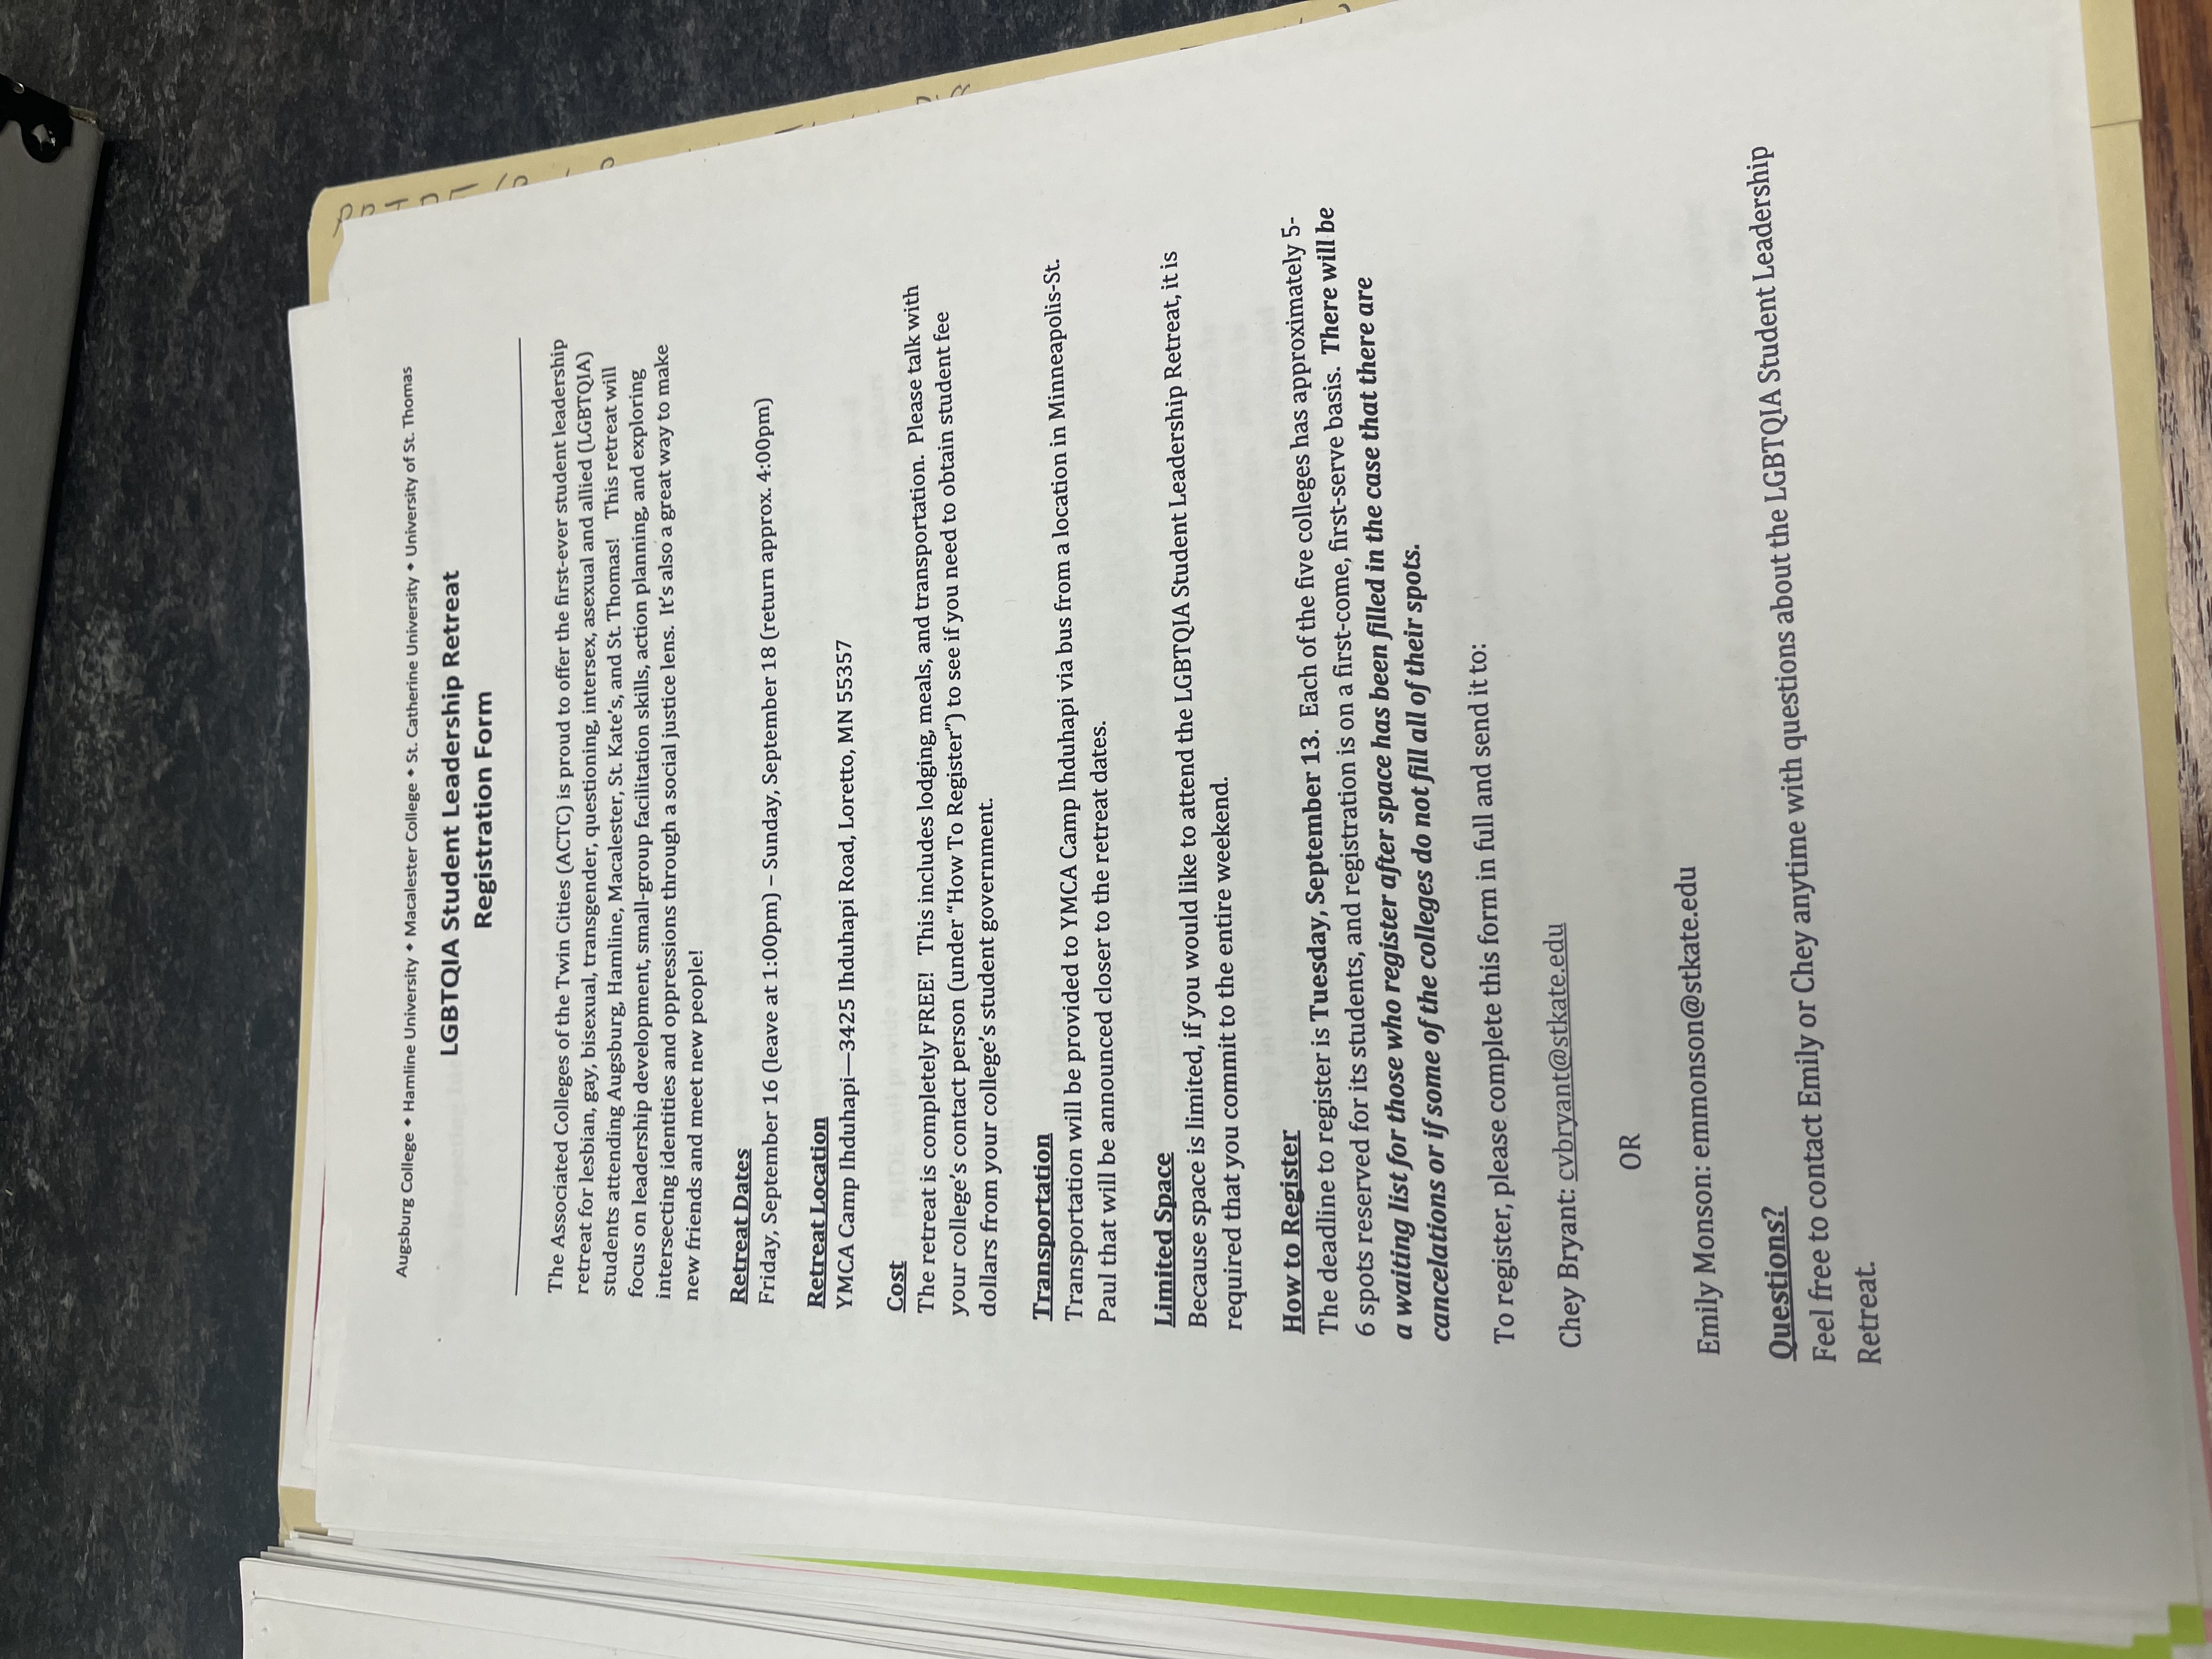 Augsburg College • Hamline University • Macalester College • St. Catherine University • University of St. Thomas
LGBTQIA Student Leadership Retreat
Registration Form
The Associated Colleges of the Twin Cities (ACTC) is proud to offer the first-ever student leadership
retreat for lesbian, gay, bisexual, transgender, questioning, intersex, asexual and allied (LGBTQIA)
students attending Augsburg, Hamline, Macalester, St. Kate's, and St. Thomas! This retreat will
focus on leadership development, small-group facilitation skills, action planning, and exploring
intersecting identities and oppressions through a social justice lens. It's also a great way to make
new friends and meet new people!
Retreat Dates
Friday, September 16 (leave at 1:00pm) – Sunday, September 18 (return approx. 4:00pm)
Retreat Location
YMCA Camp Ihduhapi—3425 Ihduhapi Road, Loretto, MN 55357
Cost
The retreat is completely FREE! This includes lodging, meals, and transportation. Please talk with
your college's contact person (under "How To Register") to see if you need to obtain student fee
dollars from your college's student government.
Transportation
Transportation will be provided to YMCA Camp Ihduhapi via bus from a location in Minneapolis-St.
Paul that will be announced closer to the retreat dates.
Limited Space
Because space is limited, if you would like to attend the LGBTQIA Student Leadership Retreat, it is
required that you commit to the entire weekend.
How to Register
The deadline to register is Tuesday, September 13. Each of the five colleges has approximately 5-
6 spots reserved for its students, and registration is on a first-come, first-serve basis. There will be
a waiting list for those who register after space has been filled in the case that there are
cancelations or if some of the colleges do not fill all of their spots.
To register, please complete this form in full and send it to:
Chey Bryant: cvbryant@stkate.edu
OR
Emily Monson: emmonson@stkate.edu
Questions?
Feel free to contact Emily or Chey anytime with questions about the LGBTQIA Student Leadership
Retreat.